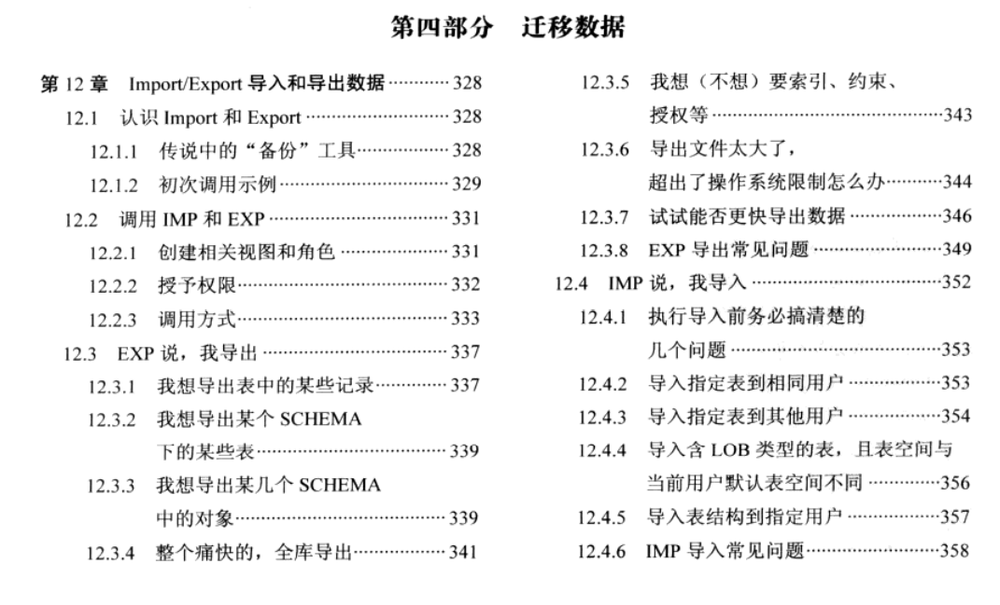 第四部分 迁移数据
第 12 章 Import/Export 导入和导出数据············328
12.1 认识 Import 和 Export············328
12.1.1 传说中的“备份”工具············328
12.1.2 初次调用示例············329
12.2 调用 IMP 和 EXP············331
12.2.1 创建相关视图和角色············331
12.2.2 授予权限············332
12.2.3 调用方式············333
12.3 EXP 说，我导出············337
12.3.1 我想导出表中的某些记录············337
12.3.2 我想导出某个 SCHEMA
下的某些表············339
12.3.3 我想导出某几个 SCHEMA
中的对象············339
12.3.4 整个痛快的，全库导出············341
12.3.5 我想（不想）要索引、约束、
授权等············343
12.3.6 导出文件太大了，
超出了操作系统限制怎么办············344
12.3.7 试试能否更快导出数据············346
12.3.8 EXP 导出常见问题············349
12.4 IMP 说，我导入············352
12.4.1 执行导入前务必搞清楚的
几个问题············353
12.4.2 导入指定表到相同用户············353
12.4.3 导入指定表到其他用户············354
12.4.4 导入含 LOB 类型的表，且表空间与
当前用户默认表空间不同············356
12.4.5 导入表结构到指定用户············357
12.4.6 IMP 导入常见问题············358